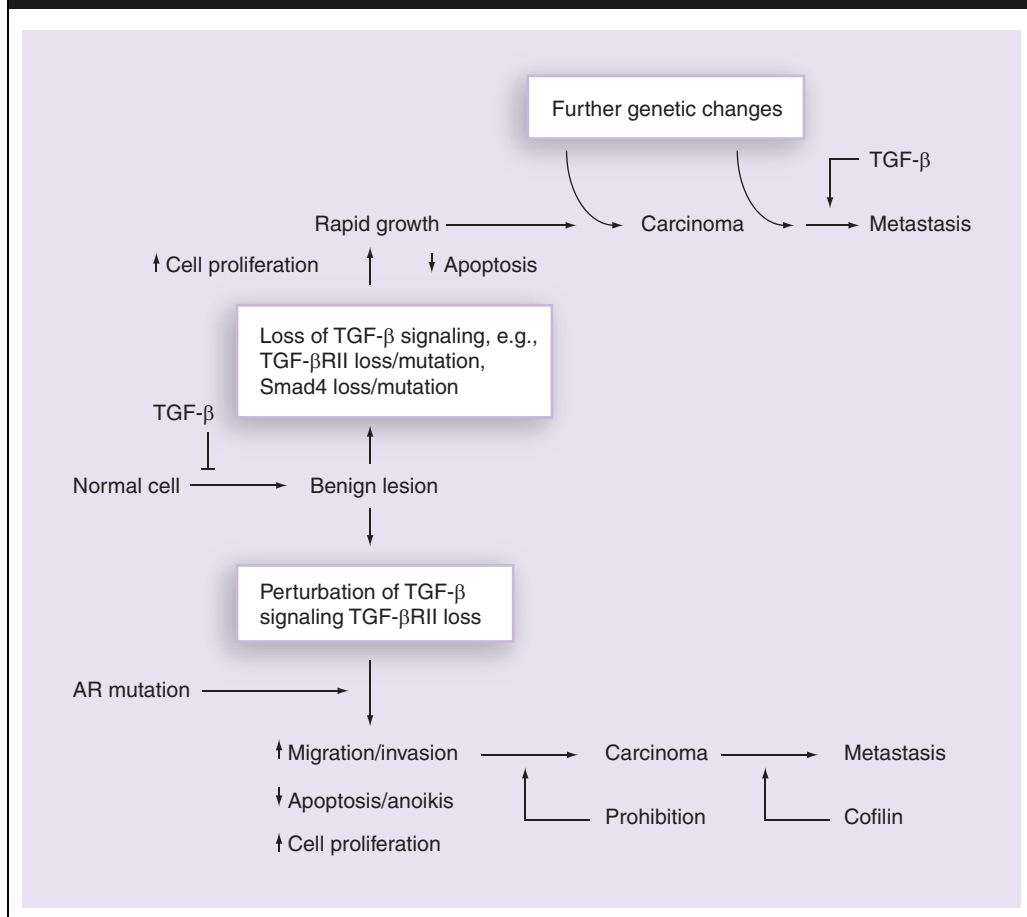 Further genetic changes
TGF-β
Rapid growth
Carcinoma
Metastasis
Cell proliferation
Apoptosis
Loss of TGF-β signaling, e.g.,
TGF-βRII loss/mutation,
Smad4 loss/mutation
TGF-β
Normal cell
Benign lesion
Perturbation of TGF-β
signaling TGF-βRII loss
AR mutation
Migration/invasion
Carcinoma
Metastasis
Apoptosis/anoikis
Prohibition
Cofilin
Cell proliferation